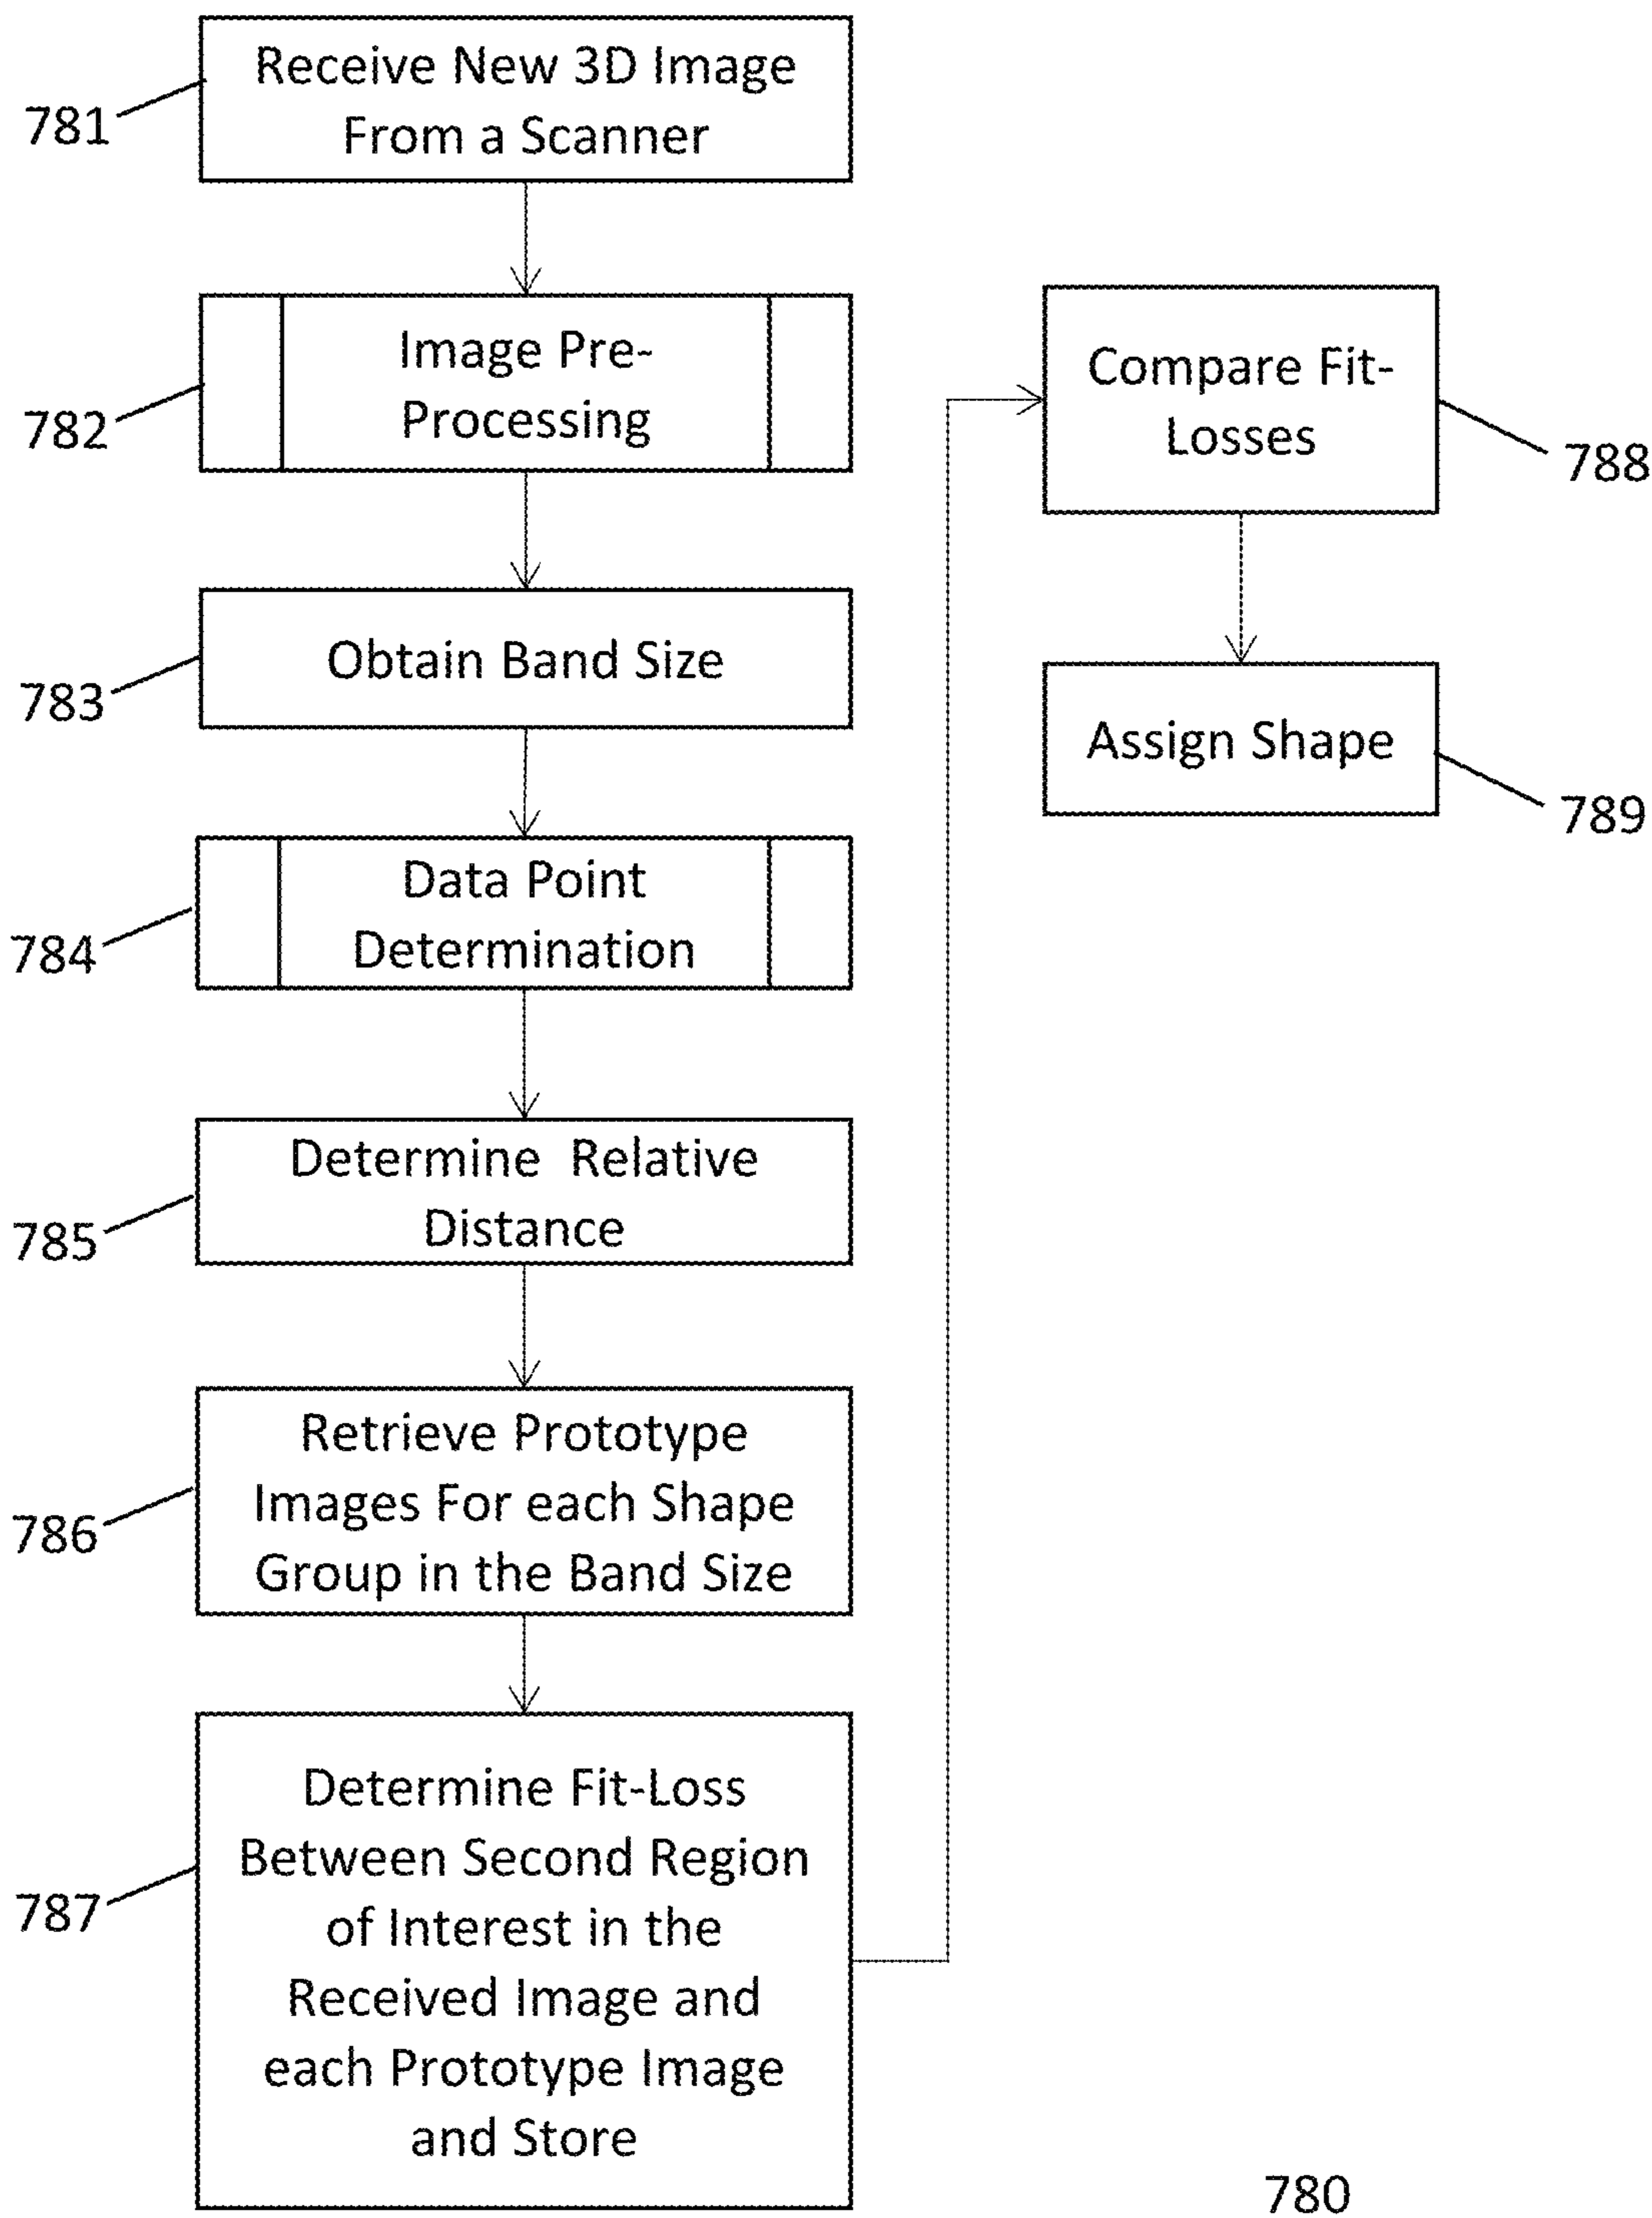 Receive New 3D Image
From a Scanner
781
Image Pre-
Processing
782
Obtain Band Size
783
Data Point
Determination
784
Determine  Relative
Distance
785
Retrieve Prototype
Images For each Shape
Group in the Band Size
786
Determine Fit-Loss
Between Second Region
of Interest in the
Received Image and
each Prototype Image
and Store
787
Compare Fit-
Losses
788
Assign Shape
789
780